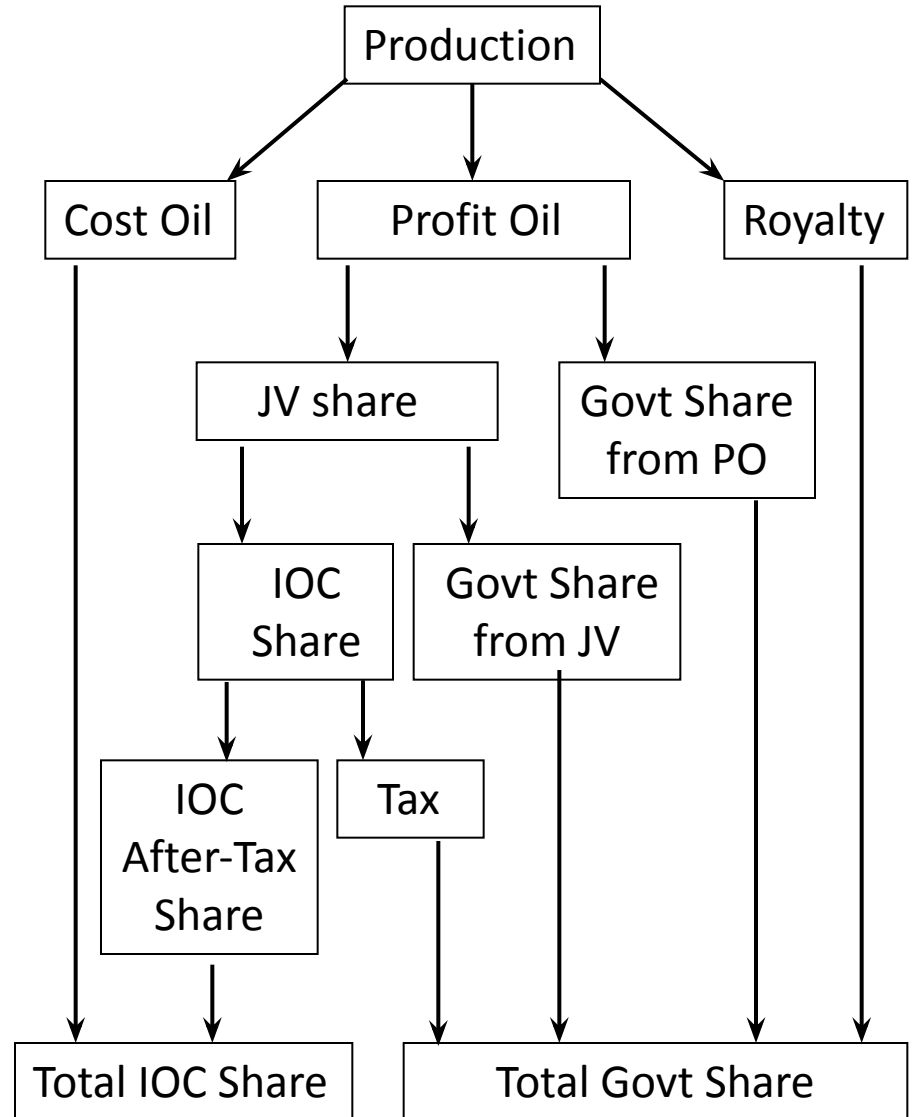 Production
Cost Oil
Profit Oil
Royalty
JV share
Govt Share
from PO
IOC
Share
Govt Share
from JV
IOC
After-Tax
Share
Tax
Total IOC Share
Total Govt Share